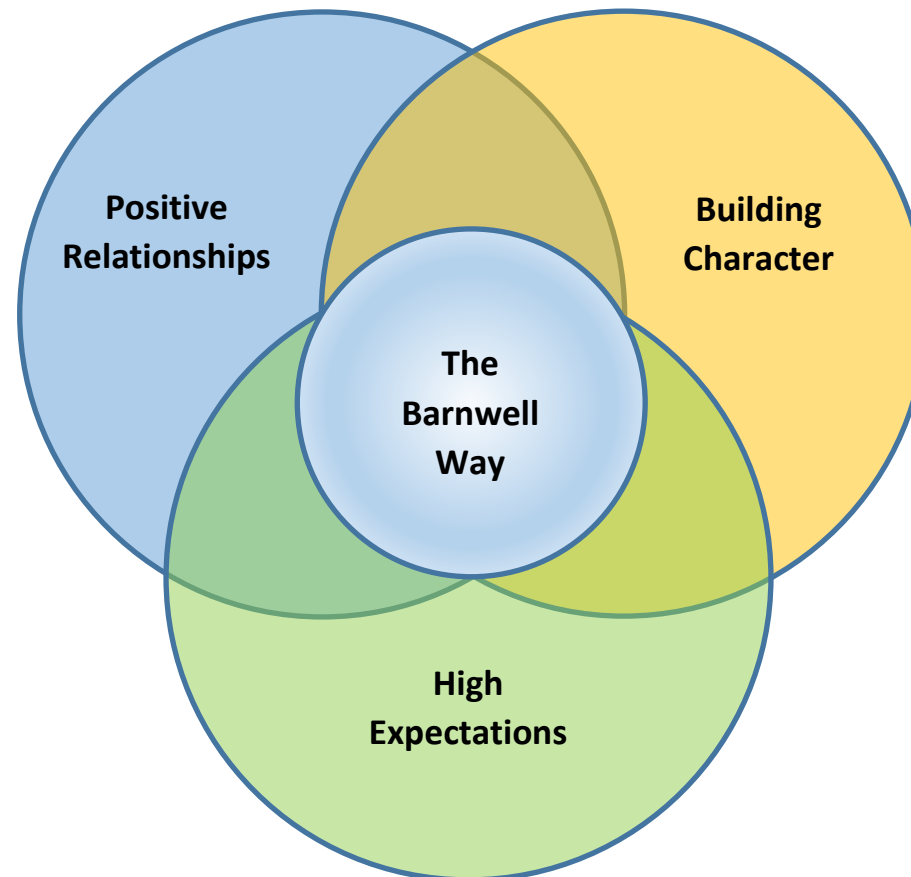 Positive
Relationships
Building
Character
The
Barnwell
Way
High
Expectations